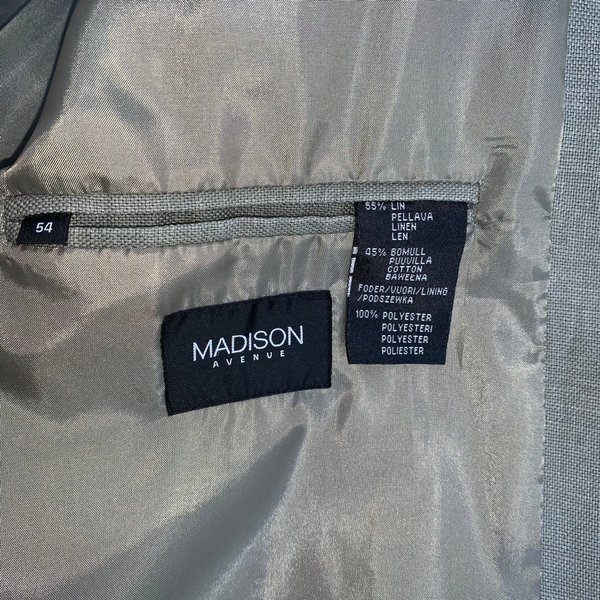 54
55% LIN
PELLAVA
LINEN
LEN
45% BOMULL
PUUVILLA
COTTON
BAWEŁNA
FODER/VUORI/LINING
/PODSZEWKA
100% POLYESTER
POLYESTERI
POLYESTER
POLIESTER
MADISON
AVENUE